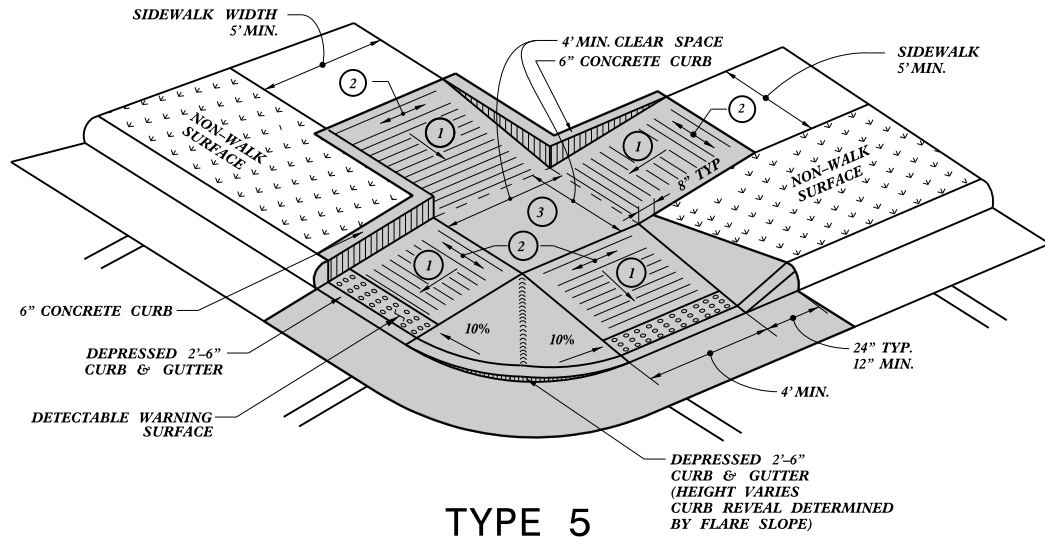 SIDEWALK WIDTH
5' MIN.
4' MIN. CLEAR SPACE
6" CONCRETE CURB
SIDEWALK
5' MIN.
2
2
1
1
NON-WALK
SURFACE
8" TYP
NON-WALK
SURFACE
3
2
1
1
6" CONCRETE CURB
10%
10%
DEPRESSED 2'-6"
CURB & GUTTER
24" TYP.
12" MIN.
4' MIN.
DETECTABLE WARNING
SURFACE
DEPRESSED 2'-6"
CURB & GUTTER
(HEIGHT VARIES
CURB REVEAL DETERMINED
BY FLARE SLOPE)
TYPE 5